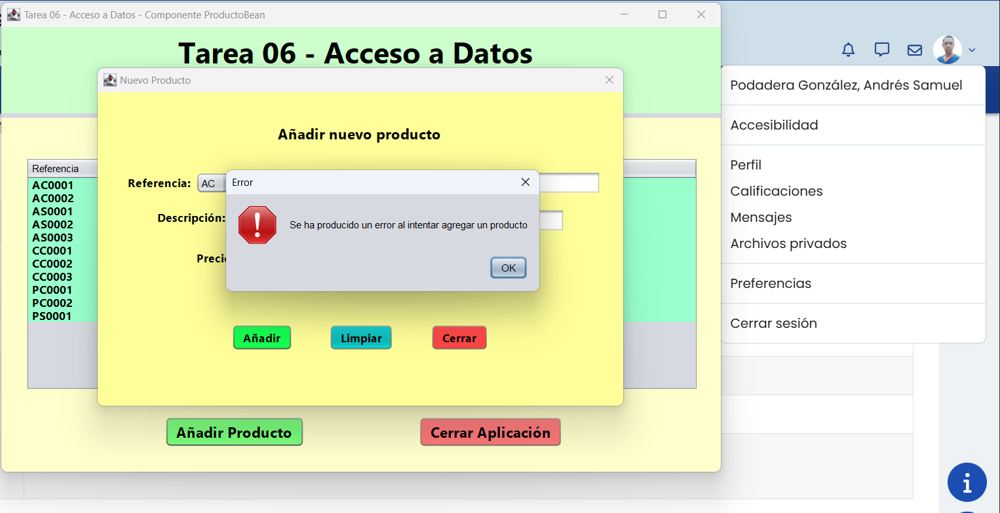 Tarea 06 - Acceso a Datos - Componente ProductoBean
Tarea 06 - Acceso a Datos
Nuevo Producto
Añadir nuevo producto
Referencia
Referencia: AC
Error
Descripción:
Se ha producido un error al intentar agregar un producto
OK
AC0001
AC0002
AS0001
AS0002
AS0003
CC0001
CC0002
CC0003
PC0001
PC0002
PS0001
Añadir
Limpiar
Cerrar
Añadir Producto
Cerrar Aplicación
Podadera González, Andrés Samuel
Accesibilidad
Perfil
Calificaciones
Mensajes
Archivos privados
Preferencias
Cerrar sesión
i